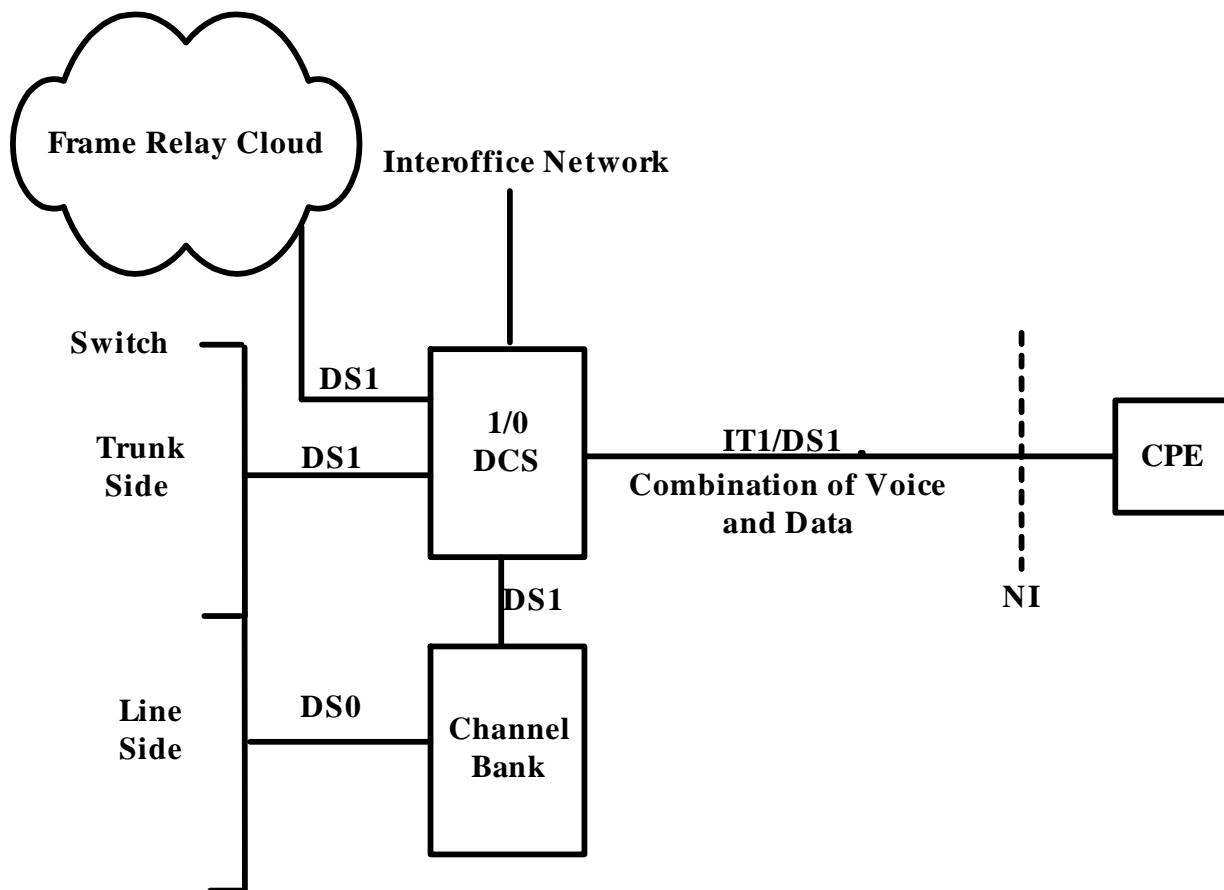 Frame Relay Cloud
Interoffice Network
Switch
DS1
1/0
DCS
Trunk
Side
DS1
IT1/DS1
Combination of Voice
and Data
CPE
NI
DS1
Line
Side
DS0
Channel
Bank